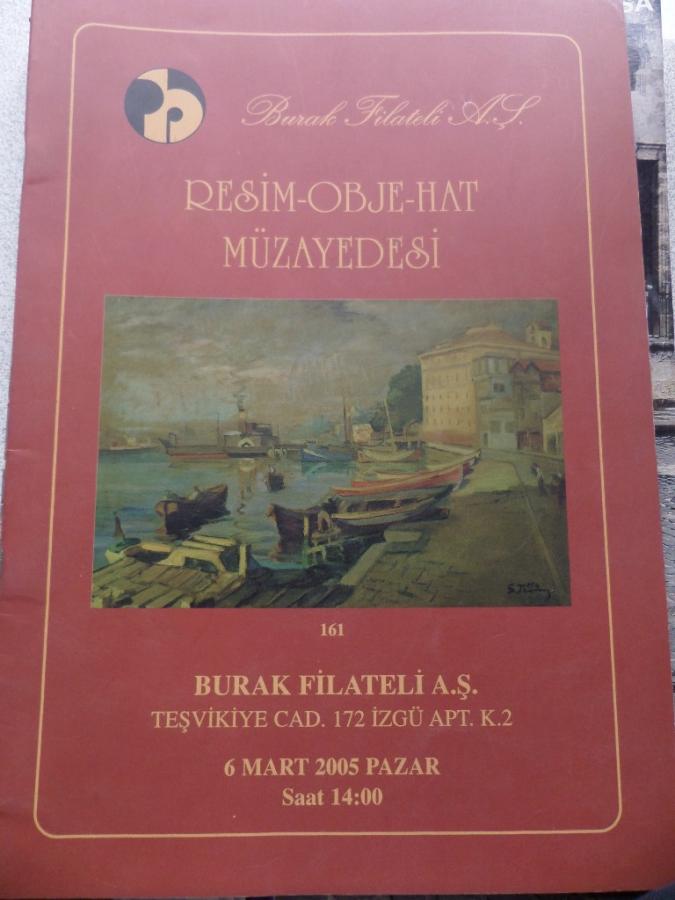 Burak Filateli A.Ş.
RESİM-OBJE-HAT
MÜZAYEDESİ
161
BURAK FİLATELİ A.Ş.
TEŞVİKİYE CAD. 172 İZGÜ APT. K.2
6 MART 2005 PAZAR
Saat 14:00